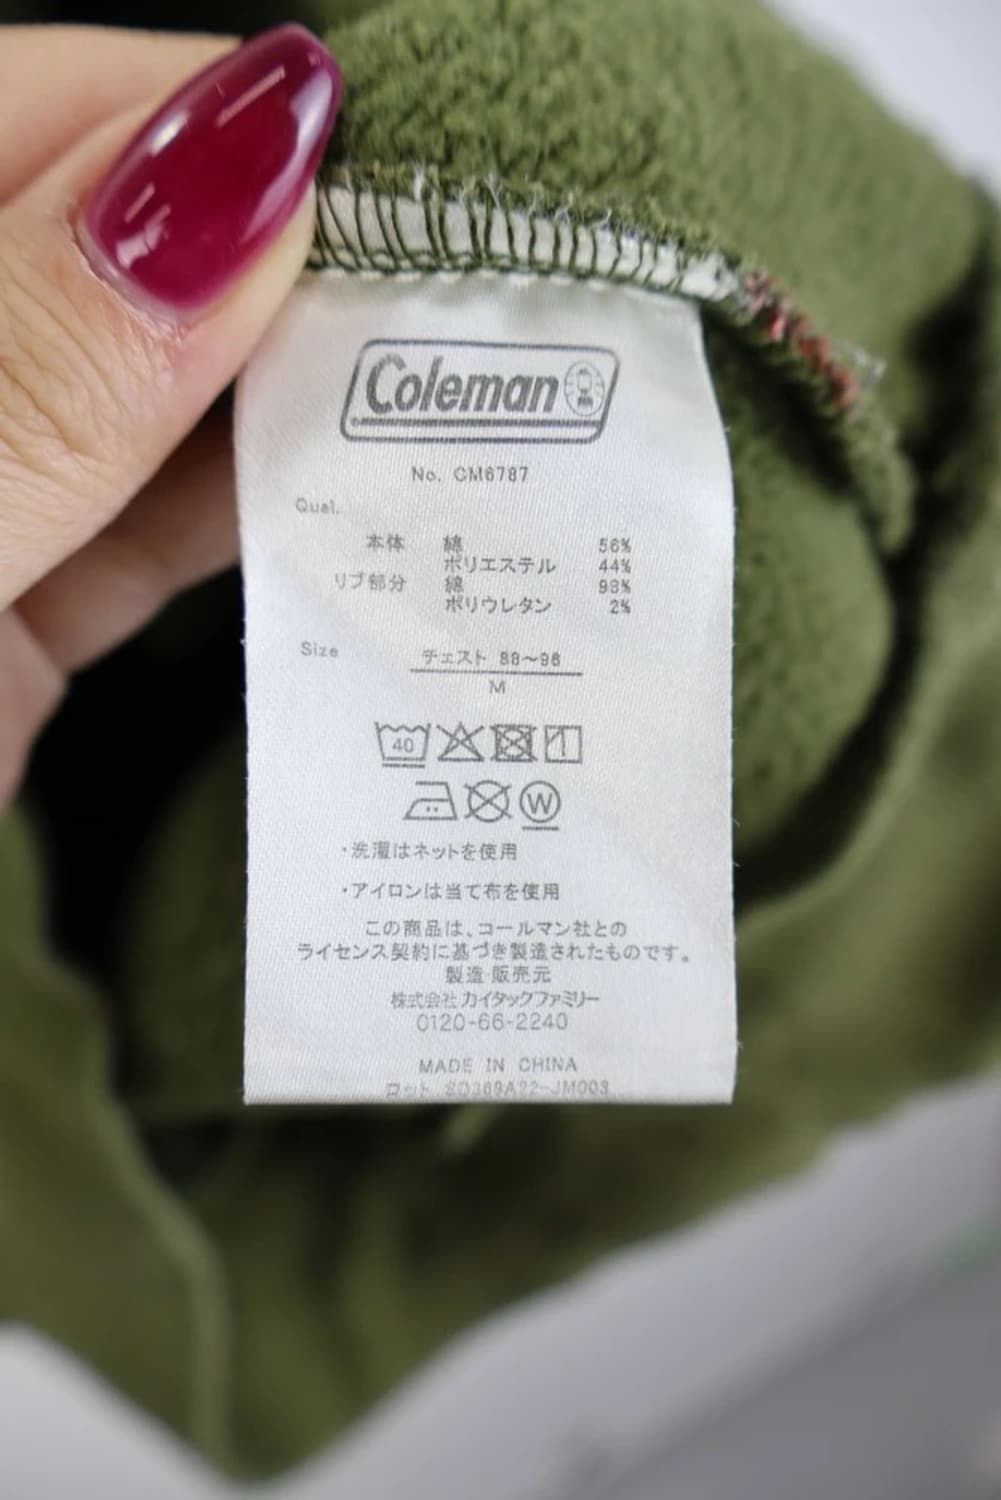 Coleman
No. CM6787
Qual.
本体 綿 56%
ポリエステル 44%
リブ部分 綿 98%
ポリウレタン 2%
Size チェスト 88~96
M
40
W
・洗濯はネットを使用
・アイロンは当て布を使用
この商品は、コールマン社との
ライセンス契約に基づき製造されたものです。
製造・販売元
株式会社カイタックファミリー
0120-66-2240
MADE IN CHINA
ロット